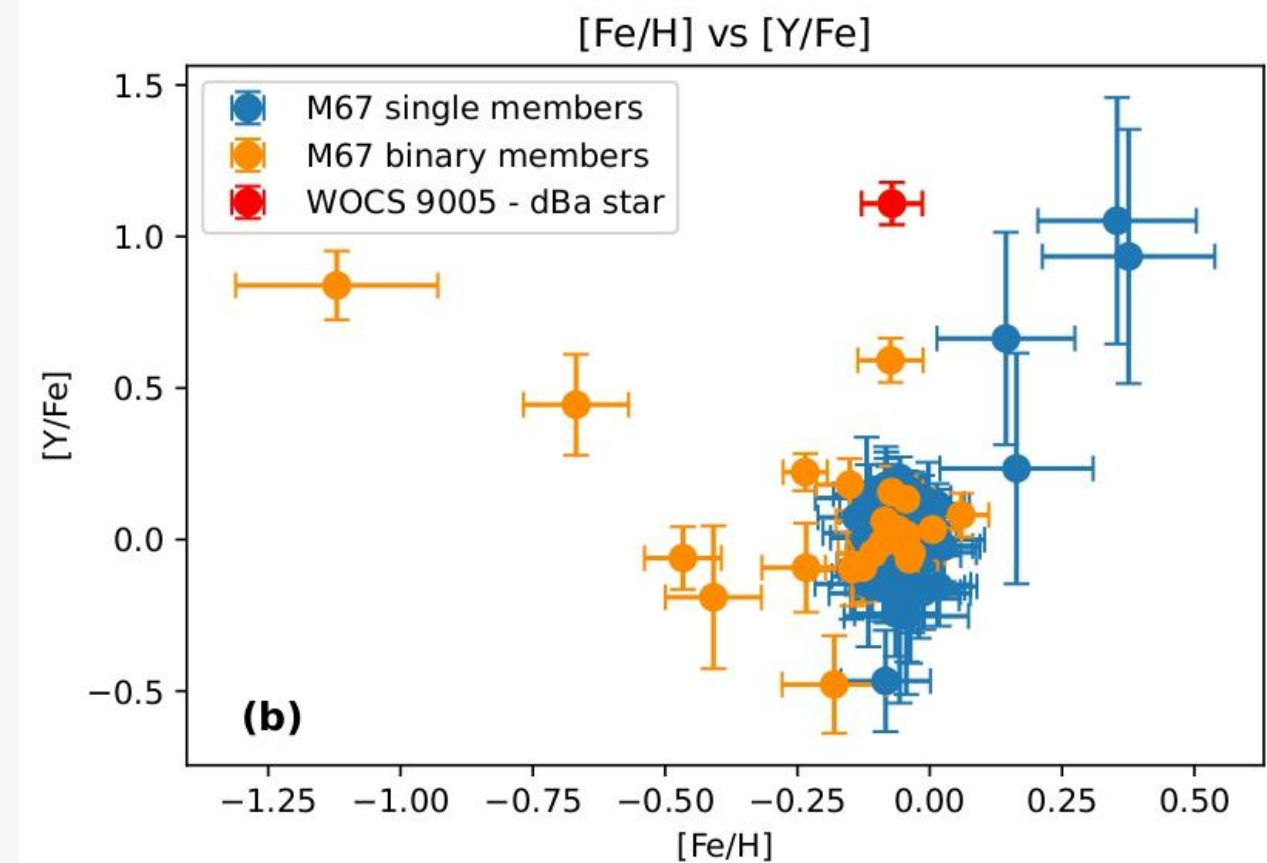 [Fe/H] vs [Y/Fe]
M67 single members
M67 binary members
WOCS 9005 - dBa star
1.5
1.0
0.5
0.0
−0.5
[Y/Fe]
(b)
−1.25 −1.00 −0.75 −0.50 −0.25 0.00 0.25 0.50
[Fe/H]